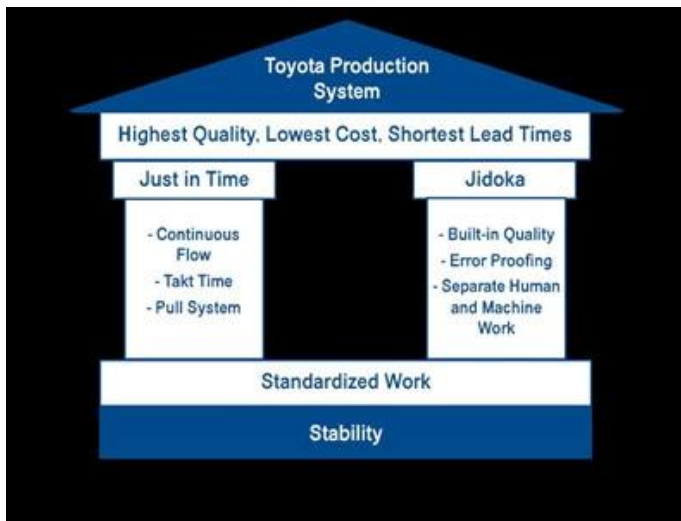 Toyota Production
System
Highest Quality, Lowest Cost, Shortest Lead Times
Just in Time
- Continuous
Flow
- Takt Time
- Pull System
Jidoka
- Built-in Quality
- Error Proofing
- Separate Human
and Machine
Work
Standardized Work
Stability